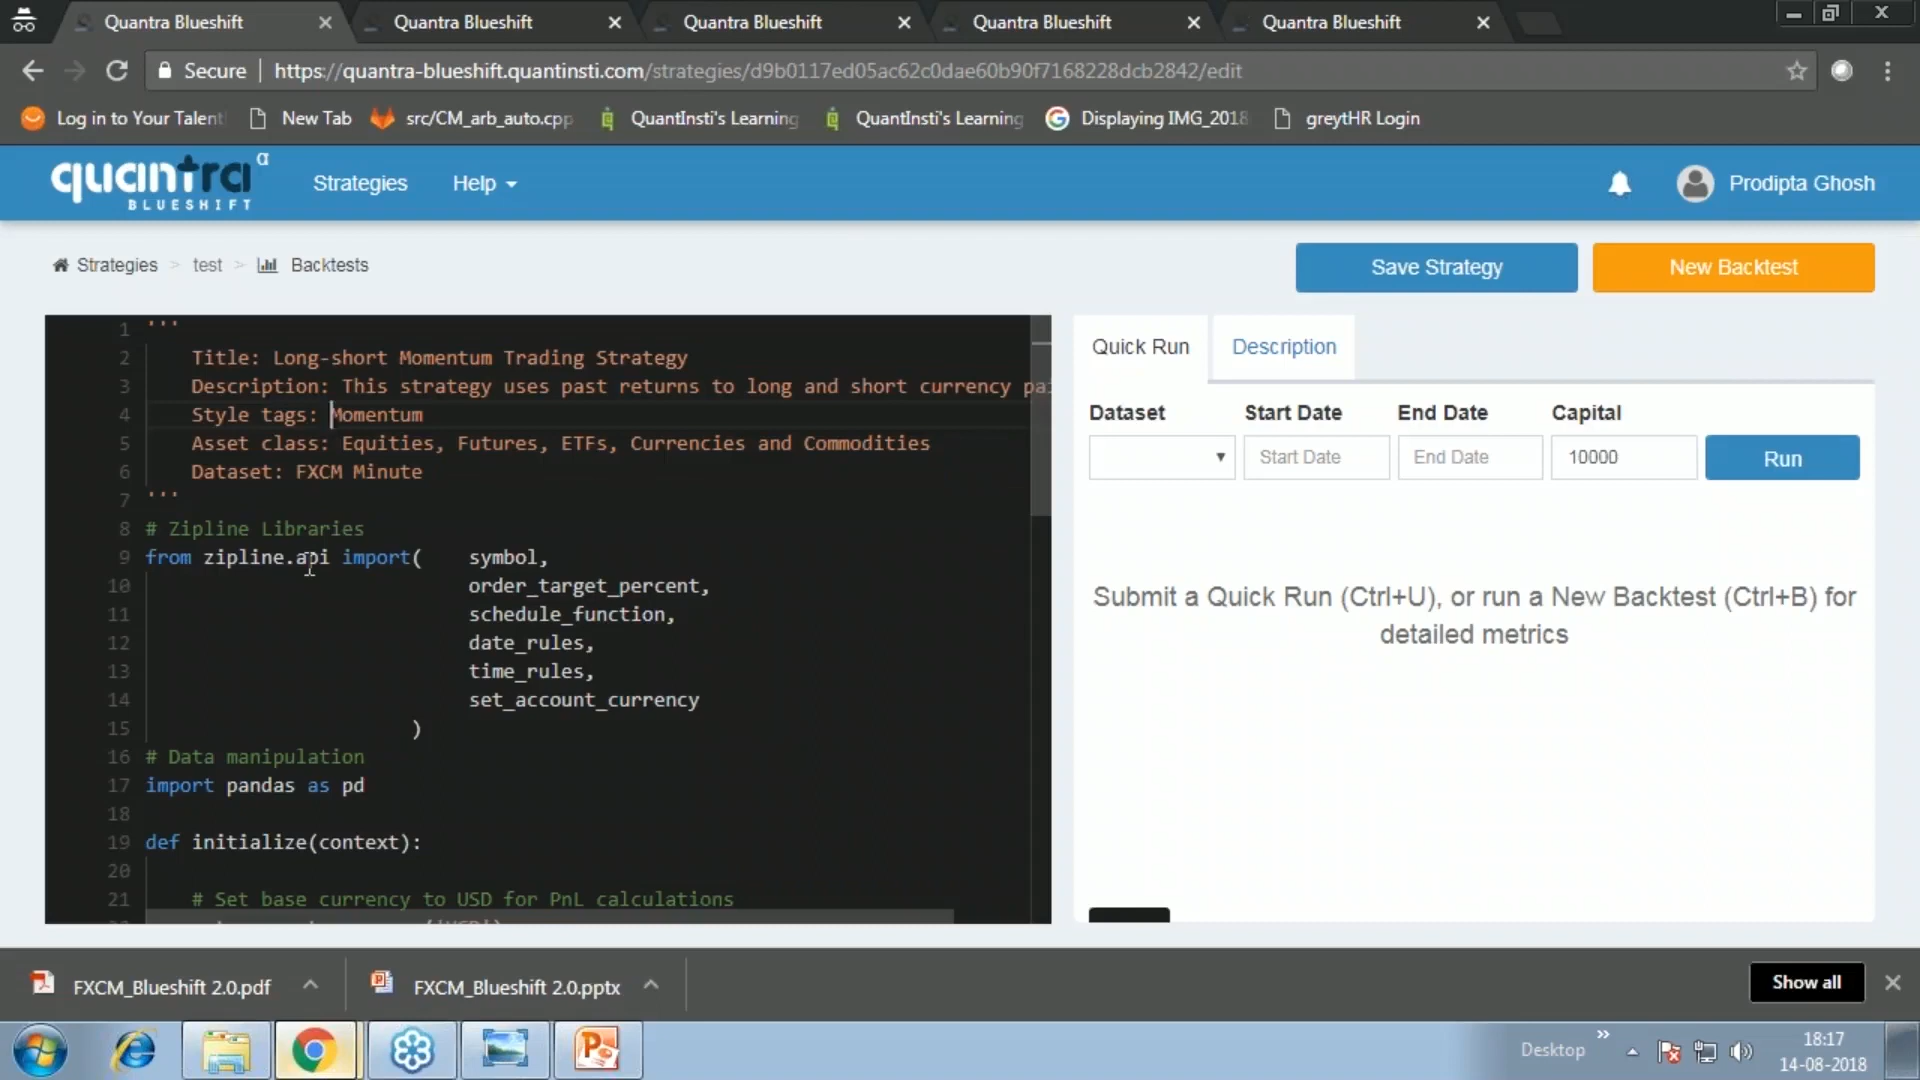 Quantra Blueshift
Quantra Blueshift
Quantra Blueshift
Quantra Blueshift
Quantra Blueshift
Secure https://quantra-blueshift.quantinsti.com/strategies/d9b0117ed05ac62c0dae60b90f7168228dcb2842/edit
Log in to Your Talent
New Tab
src/CM_arb_auto.cpp
QuantInsti's Learning
QuantInsti's Learning
Displaying IMG_2018
greytHR Login
quantra α
BLUESHIFT
Strategies
Help
Prodipta Ghosh
Strategies > test > Backtests
Save Strategy
New Backtest
1 '''
2 Title: Long-short Momentum Trading Strategy
3 Description: This strategy uses past returns to long and short currency pa
4 Style tags: Momentum
5 Asset class: Equities, Futures, ETFs, Currencies and Commodities
6 Dataset: FXCM Minute
7 '''
8 # Zipline Libraries
9 from zipline.api import( symbol,
10 order_target_percent,
11 schedule_function,
12 date_rules,
13 time_rules,
14 set_account_currency
15 )
16 # Data manipulation
17 import pandas as pd
18
19 def initialize(context):
20
21 # Set base currency to USD for PnL calculations
Quick Run
Description
Dataset Start Date End Date Capital
Start Date End Date 10000 Run
Submit a Quick Run (Ctrl+U), or run a New Backtest (Ctrl+B) for
detailed metrics
FXCM_Blueshift 2.0.pdf
FXCM_Blueshift 2.0.pptx
Show all
Desktop
18:17
14-08-2018